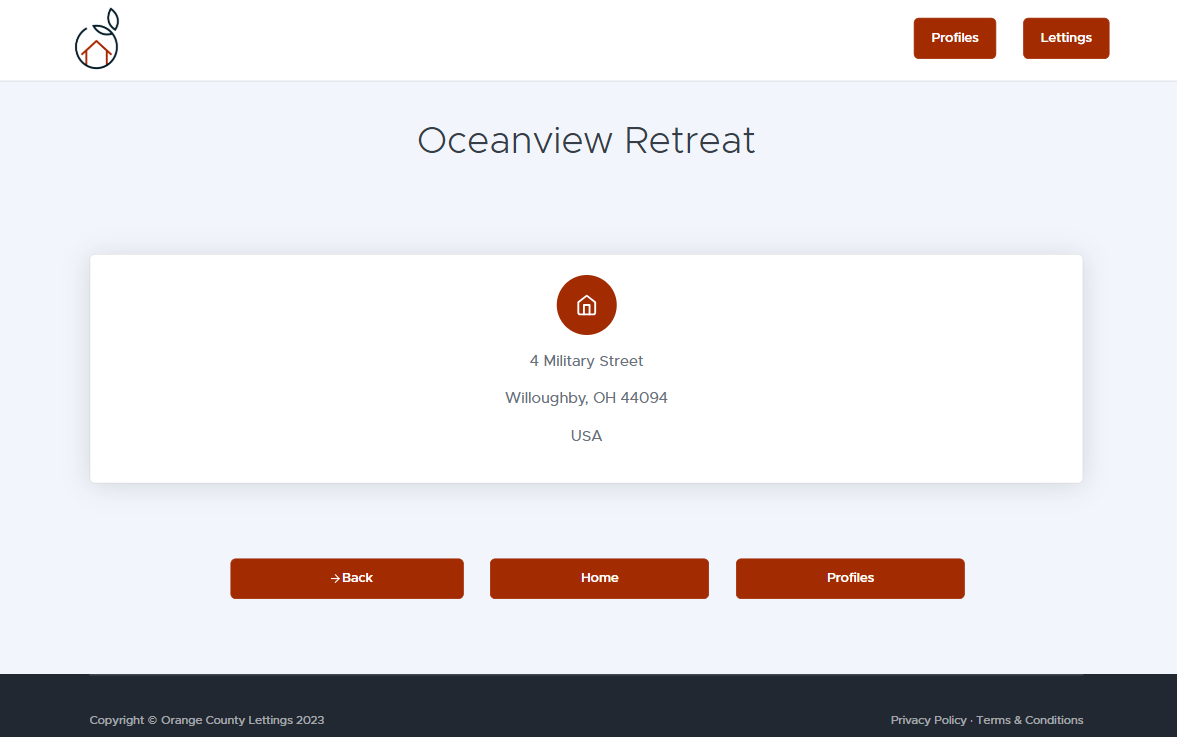 Profiles Lettings
Oceanview Retreat
4 Military Street
Willoughby, OH 44094
USA
→Back Home Profiles
Copyright © Orange County Lettings 2023 Privacy Policy · Terms & Conditions